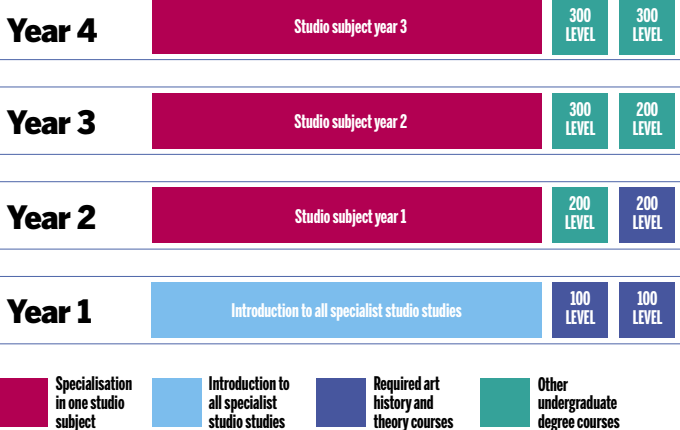 Year 4
Studio subject year 3
300
LEVEL
300
LEVEL
Year 3
Studio subject year 2
300
LEVEL
200
LEVEL
Year 2
Studio subject year 1
200
LEVEL
200
LEVEL
Year 1
Introduction to all specialist studio studies
100
LEVEL
100
LEVEL
Specialisation
in one studio
subject
Introduction to
all specialist
studio studies
Required art
history and
theory courses
Other
undergraduate
degree courses